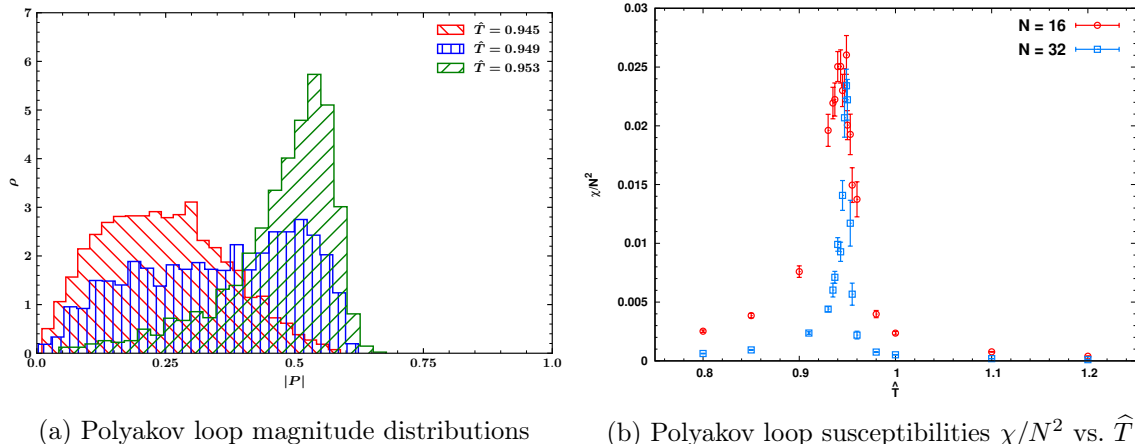 7
6
5
4
3
2
1
0
ρ
0.0
0.25
0.5
0.75
1.0
|P|
T̂ = 0.945
T̂ = 0.949
T̂ = 0.953
(a) Polyakov loop magnitude distributions
0.03
0.025
0.02
0.015
0.01
0.005
0
χ/N²
0.8
0.9
1
1.1
1.2
T̂
N = 16
N = 32
(b) Polyakov loop susceptibilities χ/N² vs. T̂